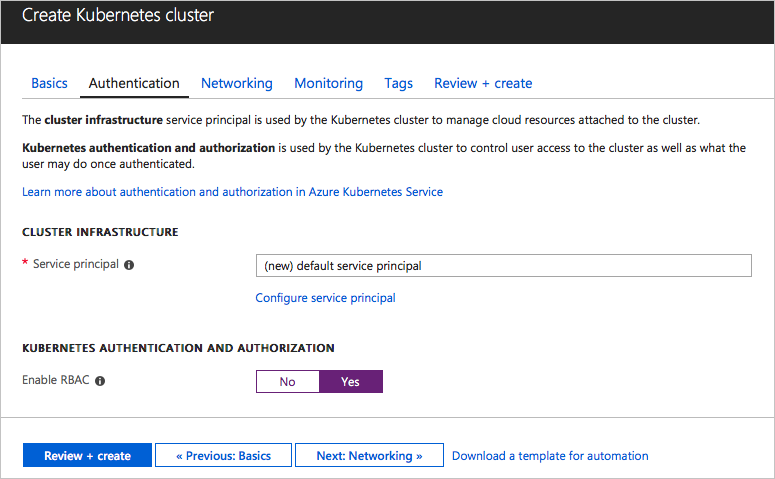 Create Kubernetes cluster
Basics Authentication Networking Monitoring Tags Review + create
The cluster infrastructure service principal is used by the Kubernetes cluster to manage cloud resources attached to the cluster.
Kubernetes authentication and authorization is used by the Kubernetes cluster to control user access to the cluster as well as what the
user may do once authenticated.
Learn more about authentication and authorization in Azure Kubernetes Service
CLUSTER INFRASTRUCTURE
* Service principal (new) default service principal
Configure service principal
KUBERNETES AUTHENTICATION AND AUTHORIZATION
Enable RBAC No Yes
Review + create « Previous: Basics Next: Networking » Download a template for automation